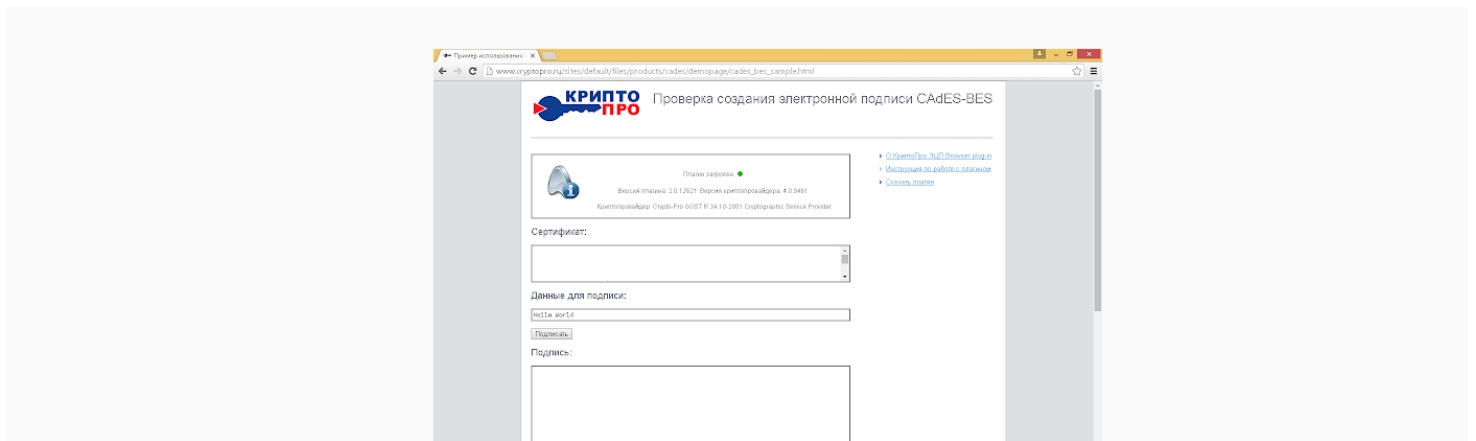 Пример использования
www.cryptopro.ru/sites/default/files/products/cades/demopage/cades_bes_sample.html
КРИПТО
ПРО
Проверка создания электронной подписи CAdES-BES
Плагин загружен
Версия плагина: 2.0.12621 Версия криптопровайдера: 4.0.9461
Криптопровайдер: Crypto-Pro GOST R 34.10-2001 Cryptographic Service Provider
О КриптоПро ЭЦП Browser plug-in
Инструкция по работе с плагином
Скачать плагин
Сертификат:
Данные для подписи:
Hello World
Подписать
Подпись: